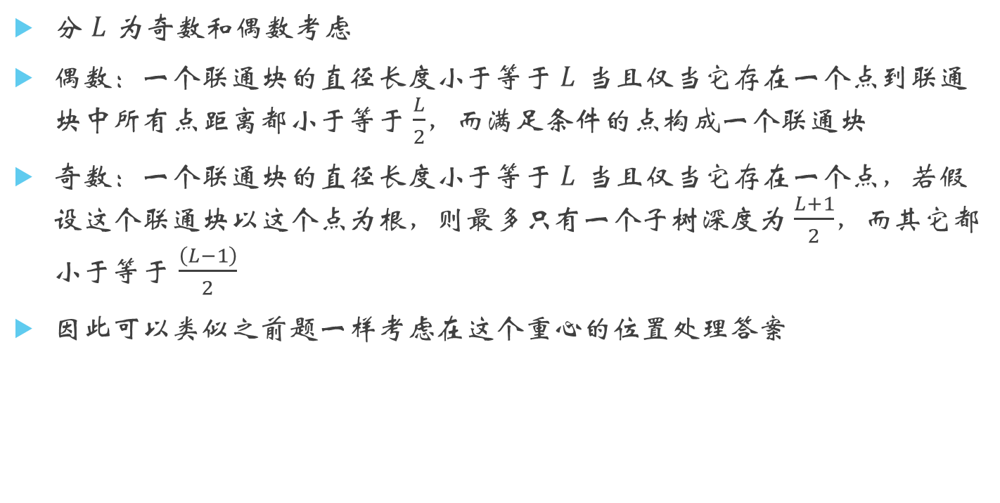 分 L 为奇数和偶数考虑
偶数：一个联通块的直径长度小于等于 L 当且仅当它存在一个点到联通
块中所有点距离都小于等于 L/2，而满足条件的点构成一个联通块
奇数：一个联通块的直径长度小于等于 L 当且仅当它存在一个点，若假
设这个联通块以这个点为根，则最多只有一个子树深度为 (L+1)/2，而其它都
小于等于 (L−1)/2
因此可以类似之前题一样考虑在这个重心的位置处理答案